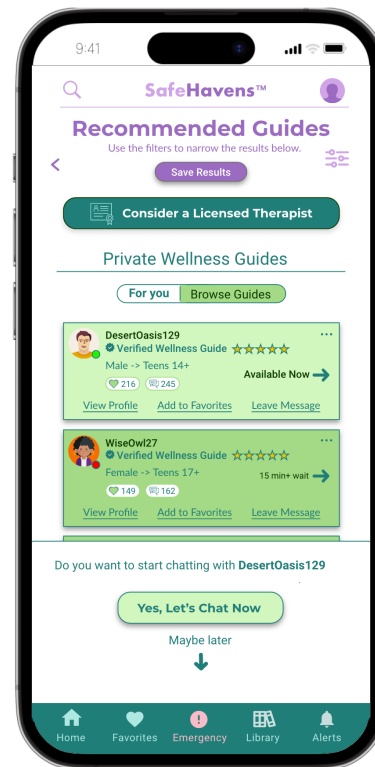 9:41
SafeHavens™
Recommended Guides
Use the filters to narrow the results below.
Save Results
Consider a Licensed Therapist
Private Wellness Guides
For you
Browse Guides
DesertOasis129
Verified Wellness Guide
Male -> Teens 14+
216
245
Available Now
View Profile
Add to Favorites
Leave Message
WiseOwl27
Verified Wellness Guide
Female -> Teens 17+
149
162
15 min+ wait
View Profile
Add to Favorites
Leave Message
Do you want to start chatting with DesertOasis129
Yes, Let's Chat Now
Maybe later
Home
Favorites
Emergency
Library
Alerts